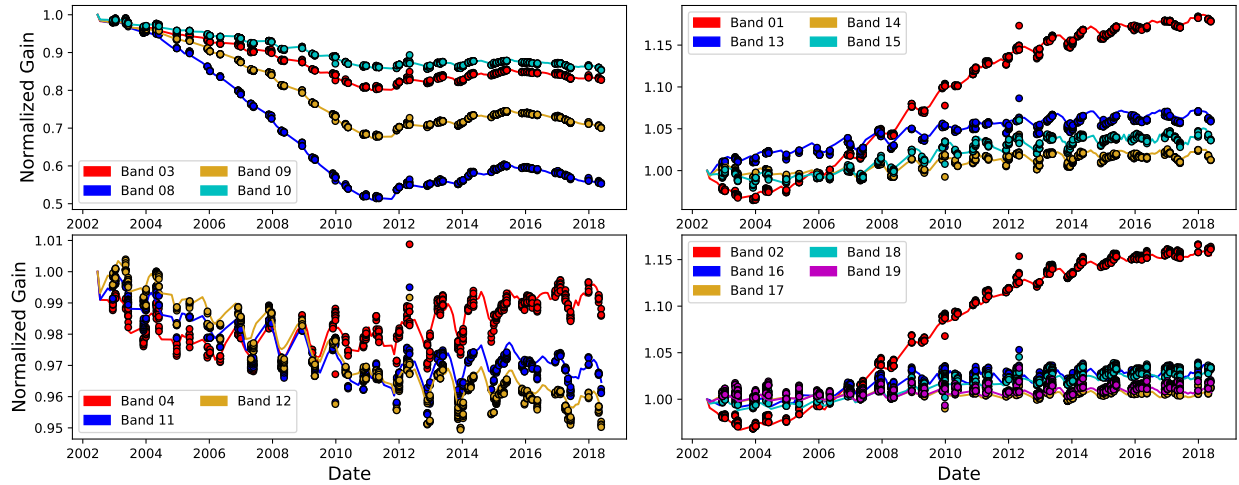 Normalized Gain
1.0
0.9
0.8
0.7
0.6
0.5
Band 03 Band 09
Band 08 Band 10
2002 2004 2006 2008 2010 2012 2014 2016 2018
1.15
1.10
1.05
1.00
Band 01 Band 14
Band 13 Band 15
2002 2004 2006 2008 2010 2012 2014 2016 2018
Normalized Gain
1.01
1.00
0.99
0.98
0.97
0.96
0.95
Band 04 Band 12
Band 11
2002 2004 2006 2008 2010 2012 2014 2016 2018
Date
1.15
1.10
1.05
1.00
Band 02 Band 18
Band 16 Band 19
Band 17
2002 2004 2006 2008 2010 2012 2014 2016 2018
Date